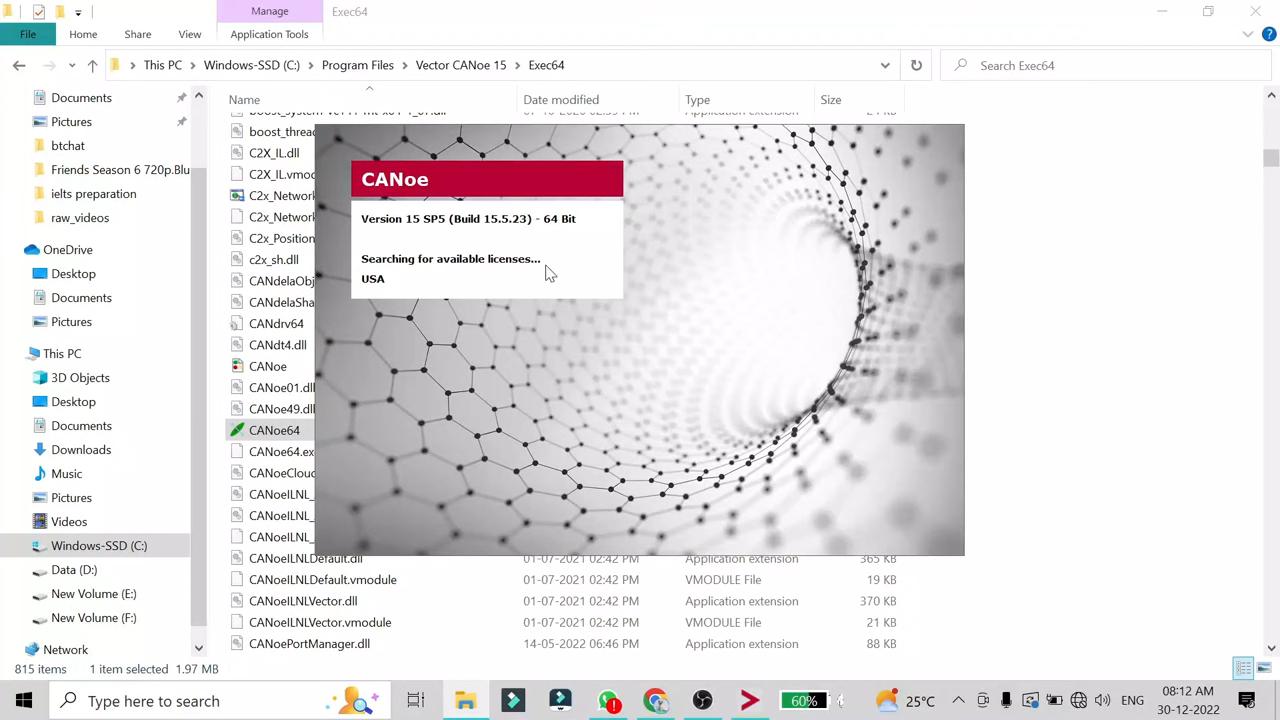 Manage
Exec64
File
Home
Share
View
Application Tools
This PC
Windows-SSD (C:)
Program Files
Vector CANoe 15
Exec64
Search Exec64
Name
Date modified
Type
Size
Documents
Pictures
btchat
Friends Season 6 720p.Blu
ielts preparation
raw_videos
OneDrive
Desktop
Documents
Pictures
This PC
3D Objects
Desktop
Documents
Downloads
Music
Pictures
Videos
Windows-SSD (C:)
Data (D:)
New Volume (E:)
New Volume (F:)
Network
boost_thread
C2X_IL.dll
C2X_IL.vmo
C2x_Network
C2x_Network
C2x_Position
c2x_sh.dll
CANdelaObj
CANdelaSha
CANdrv64
CANdt4.dll
CANoe
CANoe01.dll
CANoe49.dll
CANoe64
CANoe64.ex
CANoeCloud
CANoeILNL_
CANoeILNL_
CANoeILNL_
CANoeILNLDefault.dll 01-07-2021 02:42 PM Application extension 365 KB
CANoeILNLDefault.vmodule 01-07-2021 02:42 PM VMODULE File 19 KB
CANoeILNLVector.dll 01-07-2021 02:42 PM Application extension 370 KB
CANoeILNLVector.vmodule 01-07-2021 02:42 PM VMODULE File 21 KB
CANoePortManager.dll 14-05-2022 06:46 PM Application extension 88 KB
CANoe
Version 15 SP5 (Build 15.5.23) - 64 Bit
Searching for available licenses...
USA
815 items 1 item selected 1.97 MB
Type here to search
60%
25°C
ENG
08:12 AM
30-12-2022